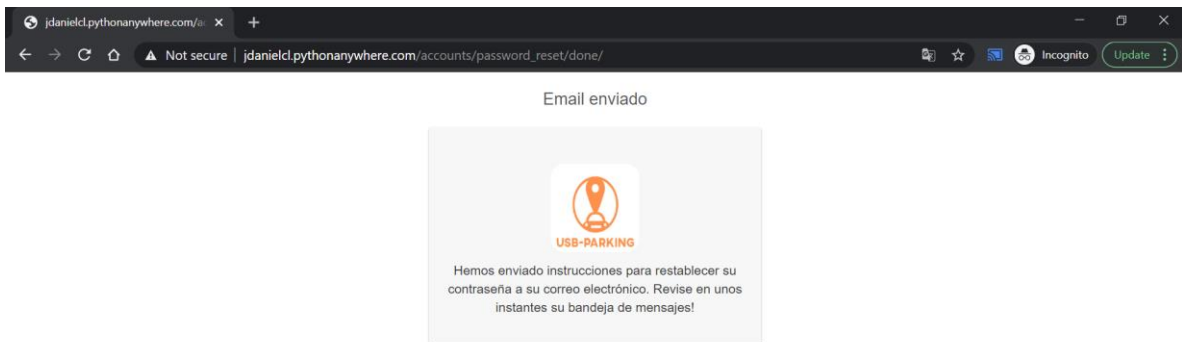 jdanielcl.pythonanywhere.com/ac
Not secure | jdanielcl.pythonanywhere.com/accounts/password_reset/done/
Incognito
Update
Email enviado
USB-PARKING
Hemos enviado instrucciones para restablecer su
contraseña a su correo electrónico. Revise en unos
instantes su bandeja de mensajes!